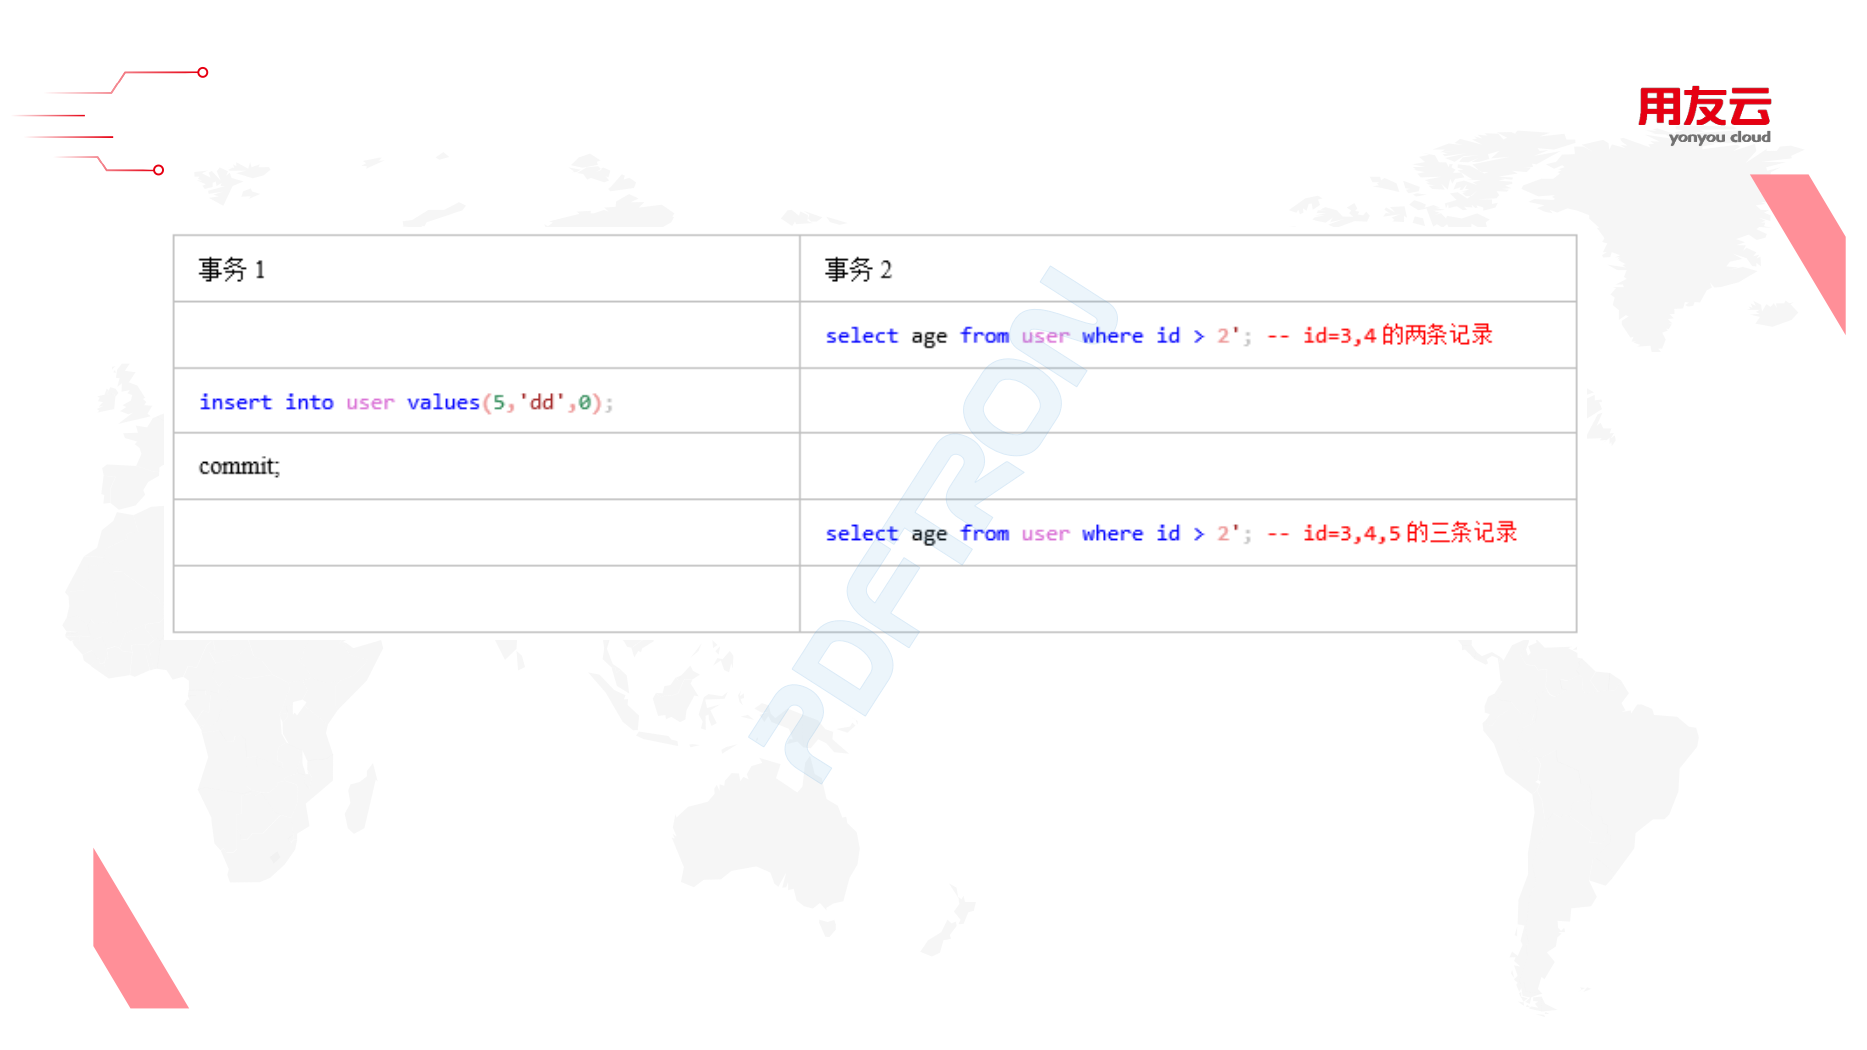 用友云
yonyou cloud
事务 1
事务 2
select age from user where id > 2'; -- id=3,4 的两条记录
insert into user values(5,'dd',0);
commit;
select age from user where id > 2'; -- id=3,4,5 的三条记录
PDFTRON